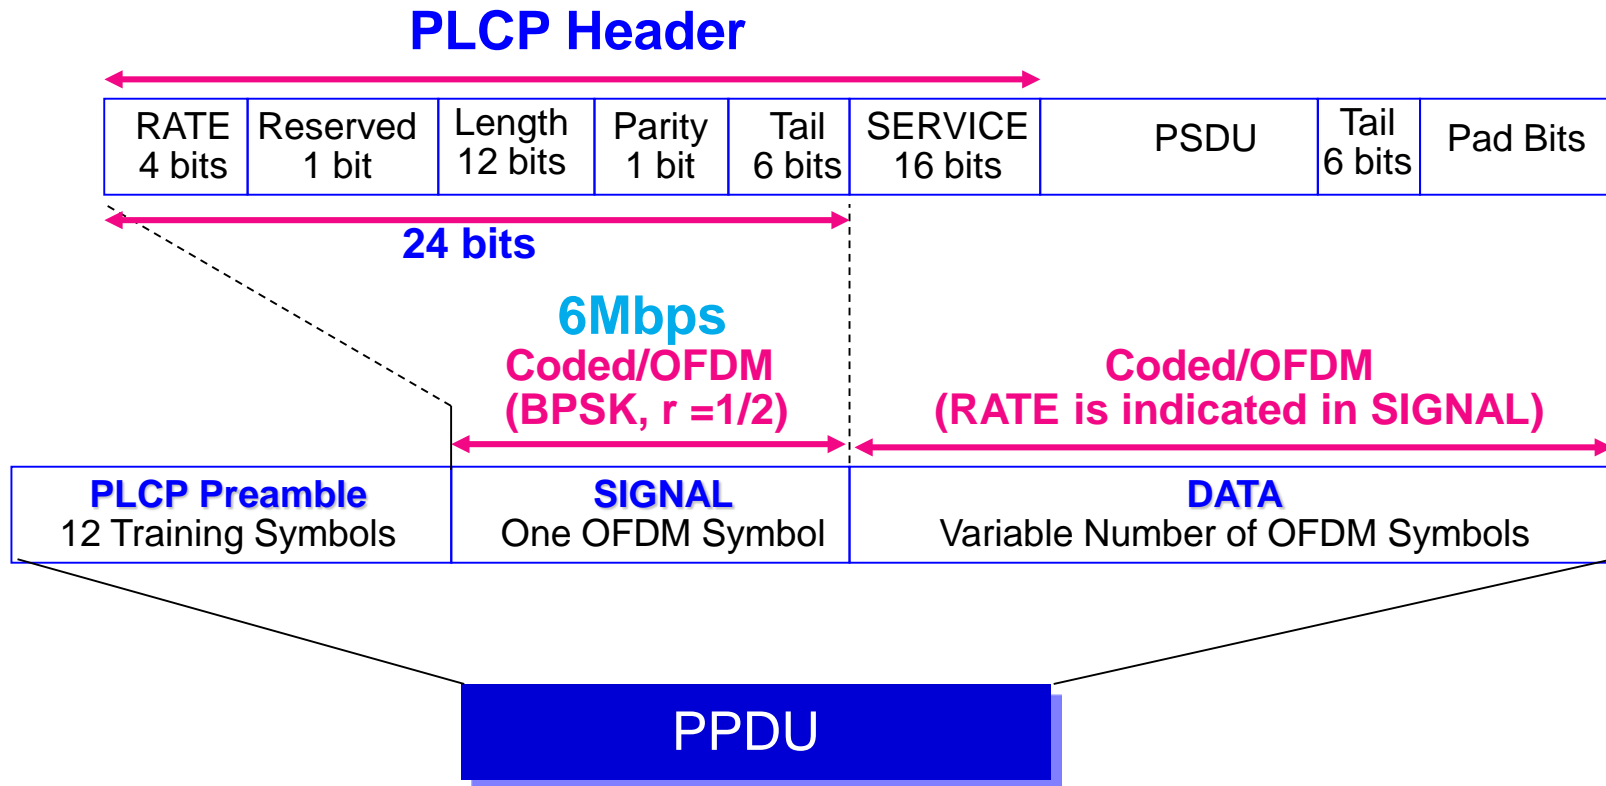 PLCP Header
RATE Reserved Length Parity Tail SERVICE PSDU Tail Pad Bits
4 bits 1 bit 12 bits 1 bit 6 bits 16 bits 6 bits
24 bits
6Mbps
Coded/OFDM
(BPSK, r =1/2)
Coded/OFDM
(RATE is indicated in SIGNAL)
PLCP Preamble
12 Training Symbols
SIGNAL
One OFDM Symbol
DATA
Variable Number of OFDM Symbols
PPDU